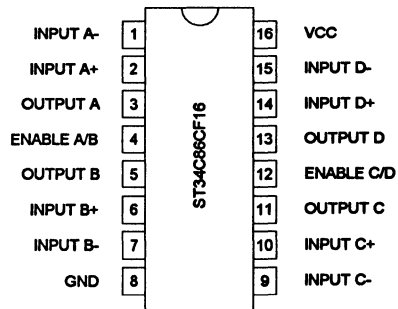 INPUT A- 1 16 VCC
INPUT A+ 2 15 INPUT D-
OUTPUT A 3 14 INPUT D+
ENABLE A/B 4 13 OUTPUT D
OUTPUT B 5 12 ENABLE C/D
INPUT B+ 6 11 OUTPUT C
INPUT B- 7 10 INPUT C+
GND 8 9 INPUT C-
ST34C86CF16